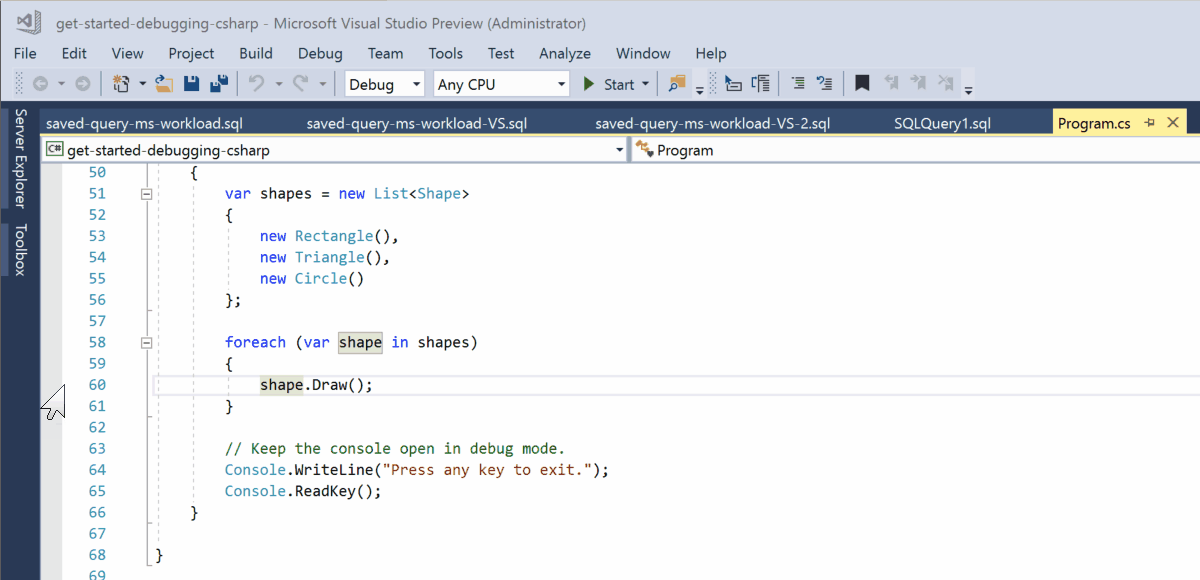 get-started-debugging-csharp - Microsoft Visual Studio Preview (Administrator)
File Edit View Project Build Debug Team Tools Test Analyze Window Help
Debug Any CPU Start
Server Explorer
Toolbox
saved-query-ms-workload.sql saved-query-ms-workload-VS.sql saved-query-ms-workload-VS-2.sql SQLQuery1.sql Program.cs
C# get-started-debugging-csharp Program
50 {
51 var shapes = new List<Shape>
52 {
53 new Rectangle(),
54 new Triangle(),
55 new Circle()
56 };
57
58 foreach (var shape in shapes)
59 {
60 shape.Draw();
61 }
62
63 // Keep the console open in debug mode.
64 Console.WriteLine("Press any key to exit.");
65 Console.ReadKey();
66 }
67
68 }
69